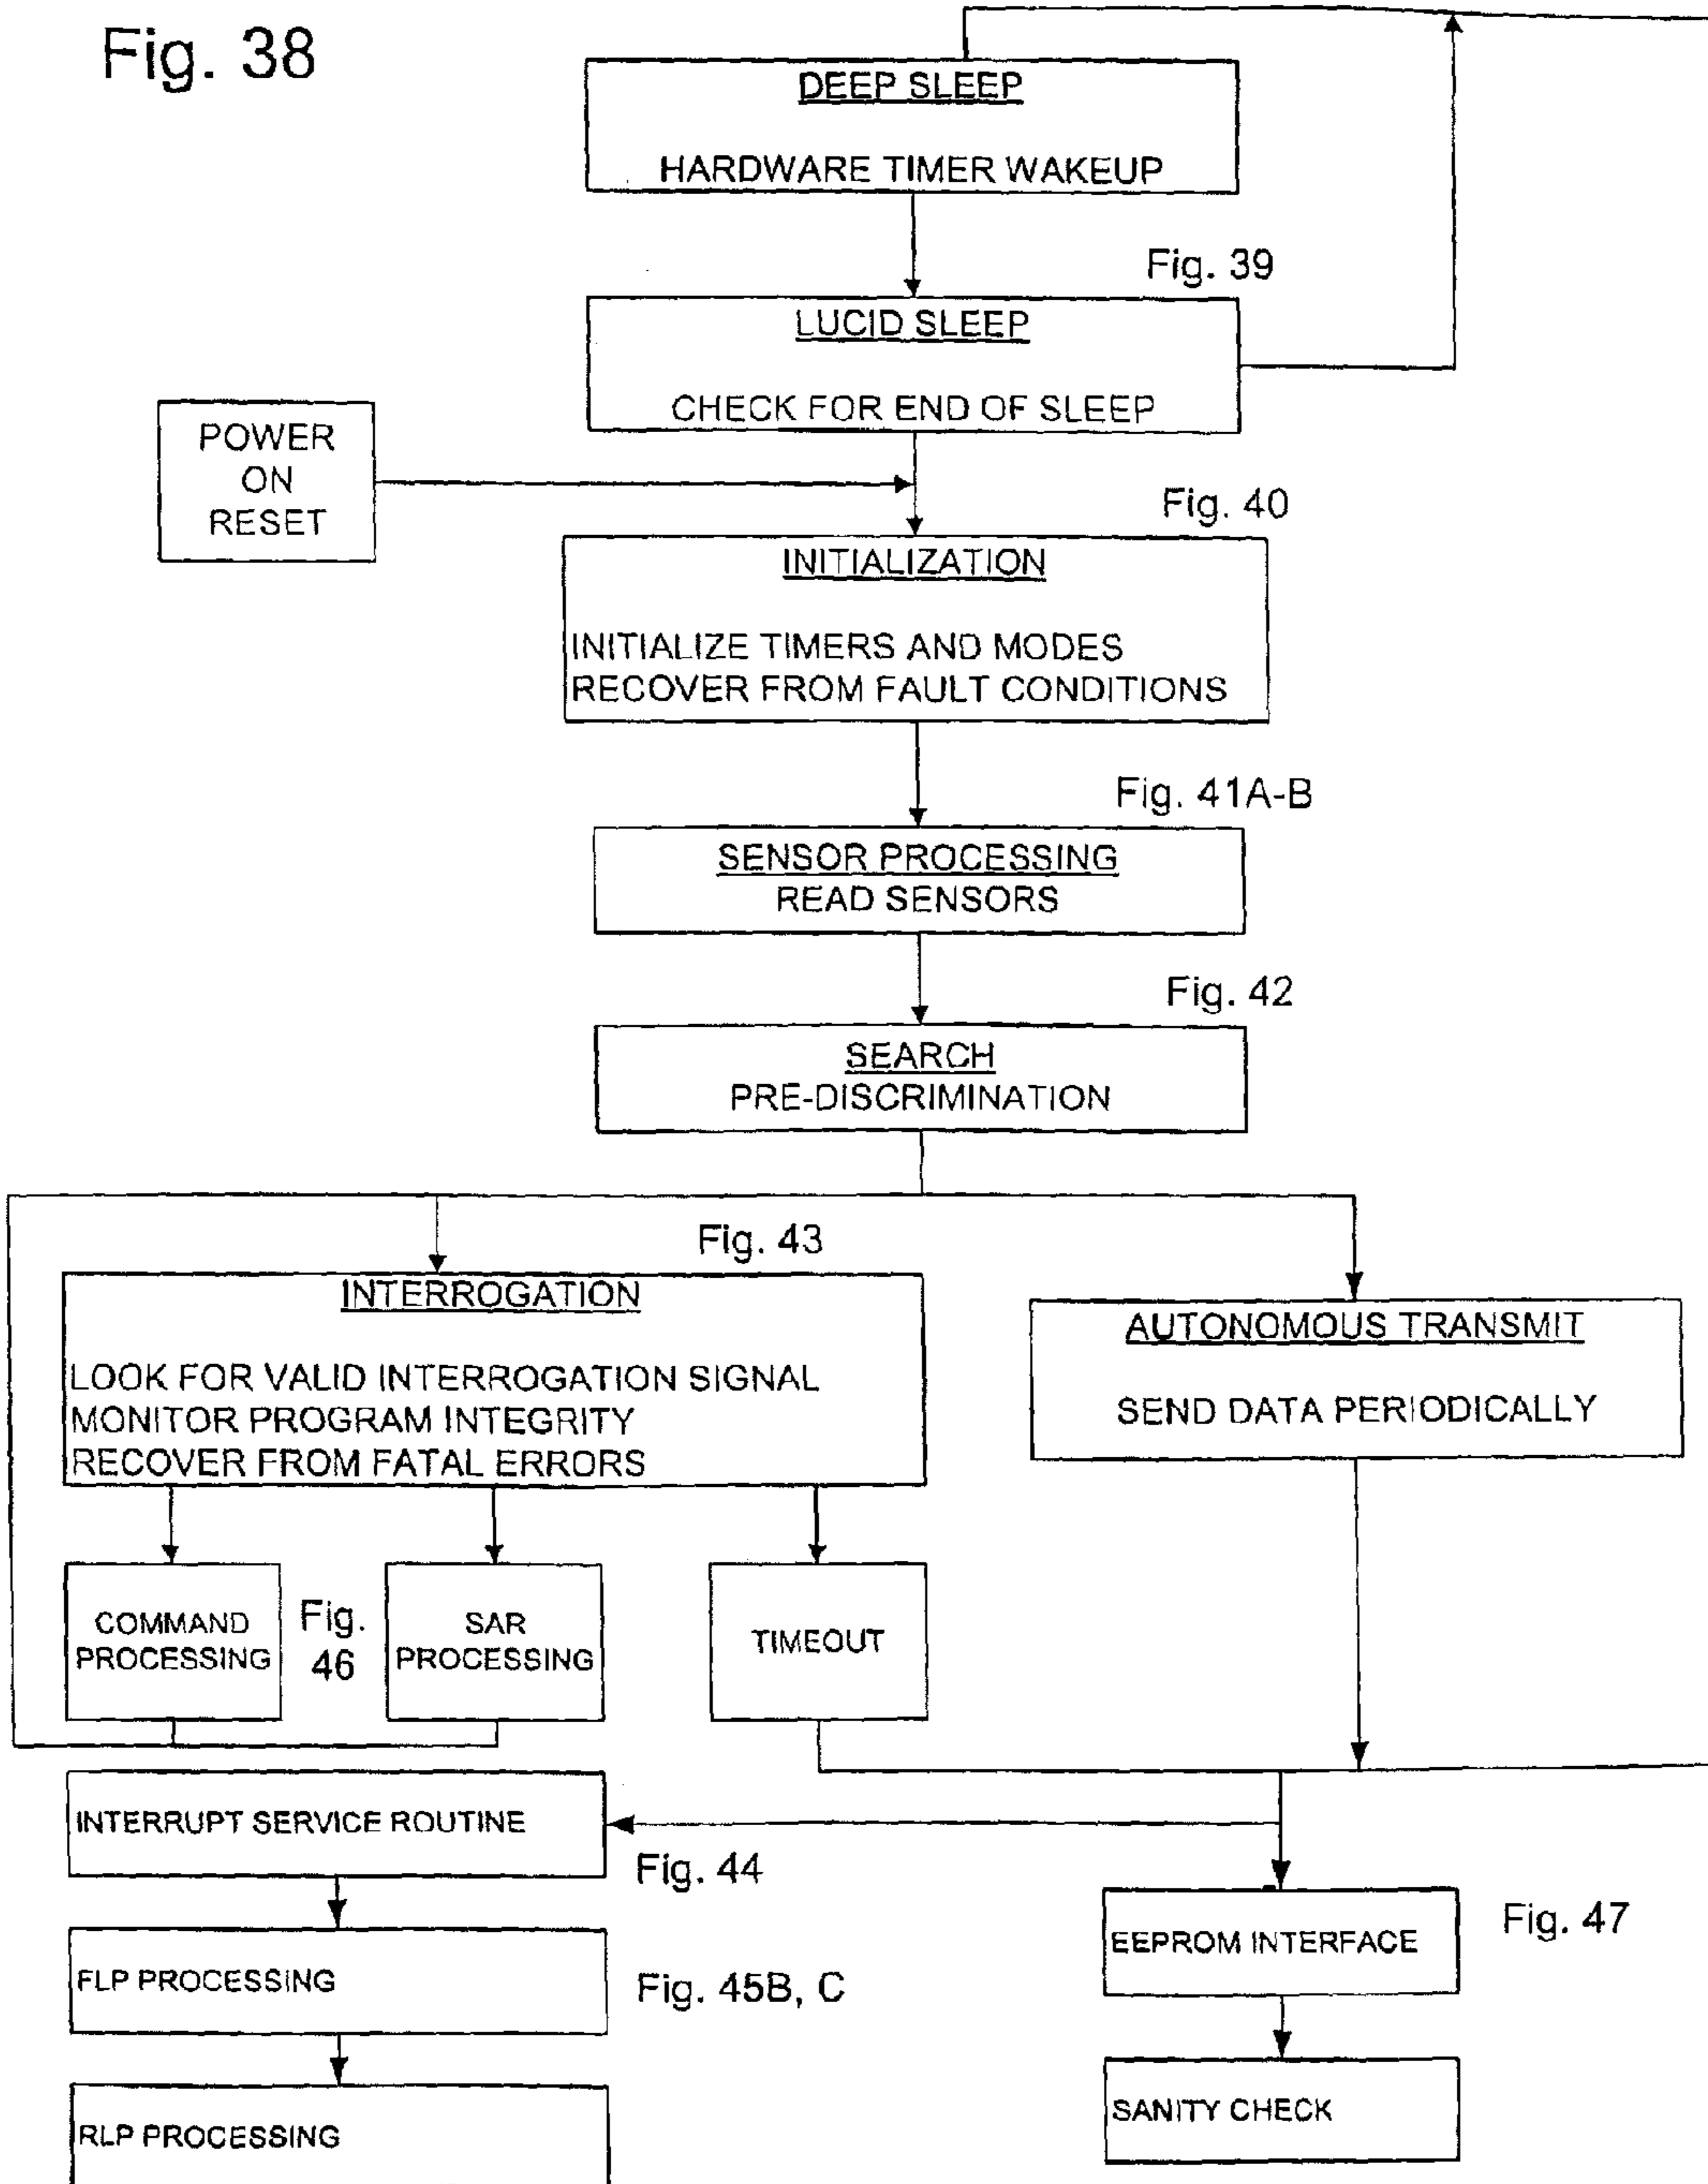 Fig. 38
DEEP SLEEP
HARDWARE TIMER WAKEUP
Fig. 39
LUCID SLEEP
CHECK FOR END OF SLEEP
POWER
ON
RESET
Fig. 40
INITIALIZATION
INITIALIZE TIMERS AND MODES
RECOVER FROM FAULT CONDITIONS
Fig. 41A-B
SENSOR PROCESSING
READ SENSORS
Fig. 42
SEARCH
PRE-DISCRIMINATION
Fig. 43
INTERROGATION
LOOK FOR VALID INTERROGATION SIGNAL
MONITOR PROGRAM INTEGRITY
RECOVER FROM FATAL ERRORS
AUTONOMOUS TRANSMIT
SEND DATA PERIODICALLY
COMMAND
PROCESSING
Fig.
46
SAR
PROCESSING
TIMEOUT
INTERRUPT SERVICE ROUTINE
Fig. 44
FLP PROCESSING
Fig. 45B, C
RLP PROCESSING
EEPROM INTERFACE
Fig. 47
SANITY CHECK